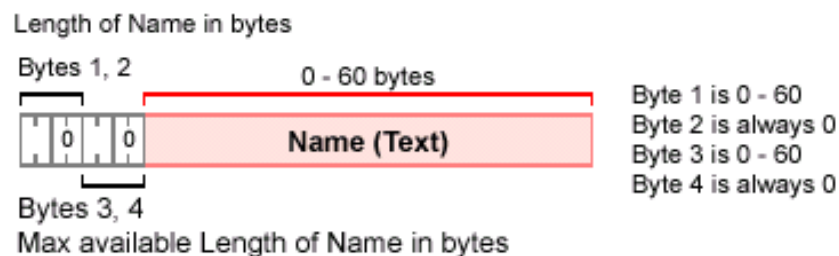 Length of Name in bytes
Bytes 1, 2
0 - 60 bytes
0 0 Name (Text)
Byte 1 is 0 - 60
Byte 2 is always 0
Byte 3 is 0 - 60
Byte 4 is always 0
Bytes 3, 4
Max available Length of Name in bytes